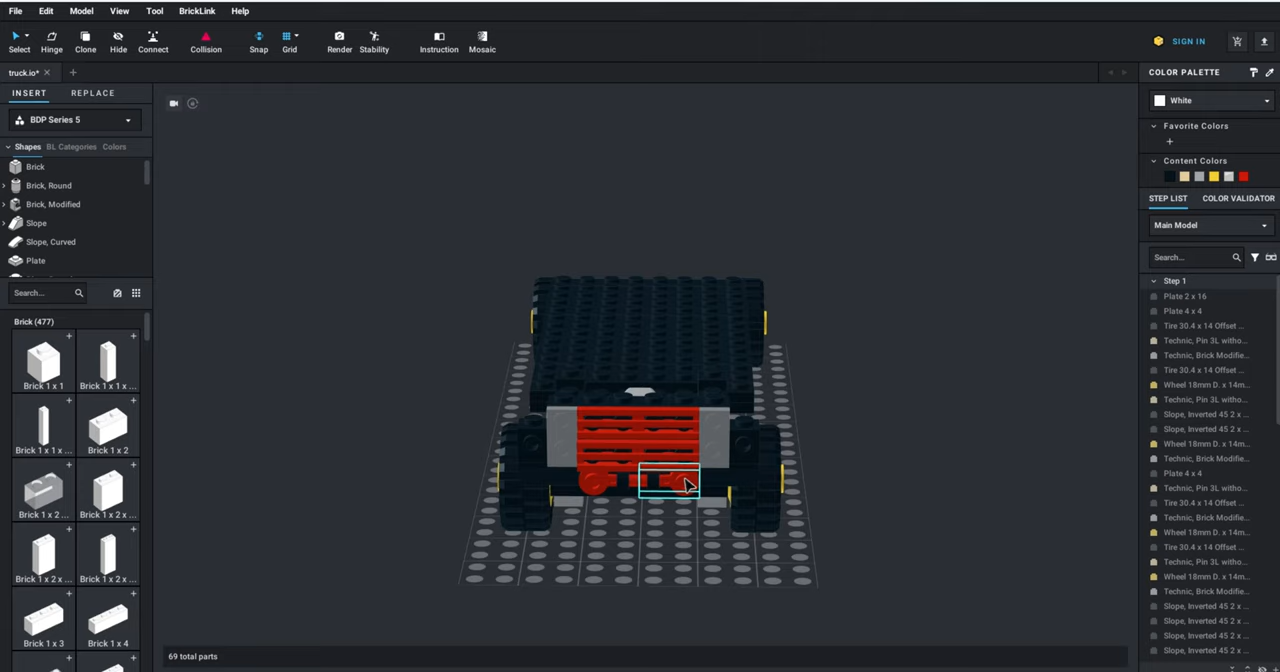 File Edit Model View Tool BrickLink Help
Select Hinge Clone Hide Connect Collision Snap Grid Render Stability Instruction Mosaic
SIGN IN
truck.io*
INSERT REPLACE
BDP Series 5
Shapes BL Categories Colors
Brick
Brick, Round
Brick, Modified
Slope
Slope, Curved
Plate
Search...
Brick (477)
Brick 1 x 1 Brick 1 x 1 x ...
Brick 1 x 1 x ... Brick 1 x 2
Brick 1 x 2 ... Brick 1 x 2 x ...
Brick 1 x 2 x ... Brick 1 x 2 x ...
Brick 1 x 3 Brick 1 x 4
69 total parts
COLOR PALETTE
White
Favorite Colors
Content Colors
STEP LIST COLOR VALIDATOR
Main Model
Search...
Step 1
Plate 2 x 16
Plate 4 x 4
Tire 30.4 x 14 Offset ...
Technic, Pin 3L witho...
Technic, Brick Modifie...
Tire 30.4 x 14 Offset ...
Wheel 18mm D. x 14m...
Technic, Pin 3L witho...
Slope, Inverted 45 2 x ...
Slope, Inverted 45 2 x ...
Wheel 18mm D. x 14m...
Technic, Brick Modifie...
Plate 4 x 4
Technic, Pin 3L witho...
Tire 30.4 x 14 Offset ...
Technic, Brick Modifie...
Wheel 18mm D. x 14m...
Tire 30.4 x 14 Offset ...
Technic, Pin 3L witho...
Wheel 18mm D. x 14m...
Technic, Brick Modifie...
Slope, Inverted 45 2 x ...
Slope, Inverted 45 2 x ...
Slope, Inverted 45 2 x ...
Slope, Inverted 45 2 x ...